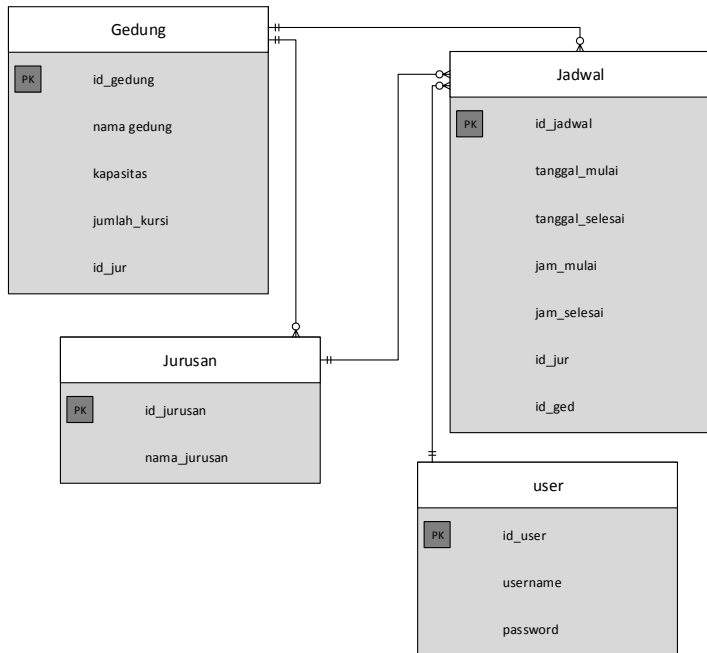 Gedung
PK
id_gedung
nama gedung
kapasitas
jumlah_kursi
id_jur
Jadwal
PK
id_jadwal
tanggal_mulai
tanggal_selesai
jam_mulai
jam_selesai
id_jur
id_ged
Jurusan
PK
id_jurusan
nama_jurusan
user
PK
id_user
username
password